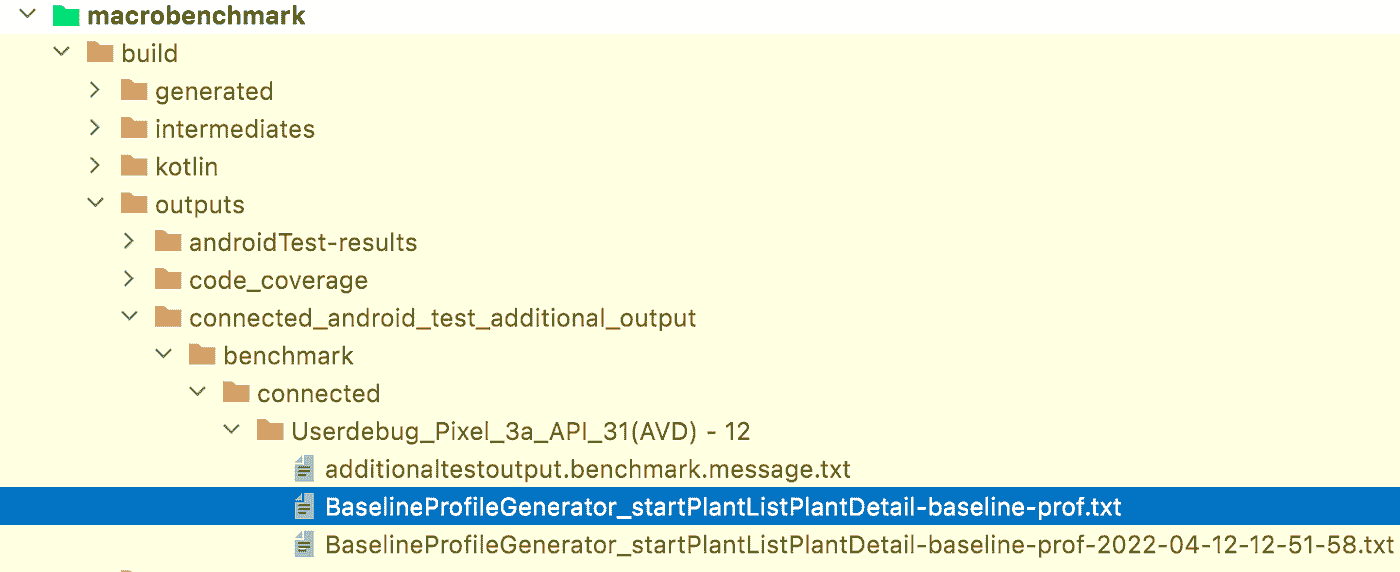 macrobenchmark
build
generated
intermediates
kotlin
outputs
androidTest-results
code_coverage
connected_android_test_additional_output
benchmark
connected
Userdebug_Pixel_3a_API_31(AVD) - 12
additionaltestoutput.benchmark.message.txt
BaselineProfileGenerator_startPlantListPlantDetail-baseline-prof.txt
BaselineProfileGenerator_startPlantListPlantDetail-baseline-prof-2022-04-12-12-51-58.txt